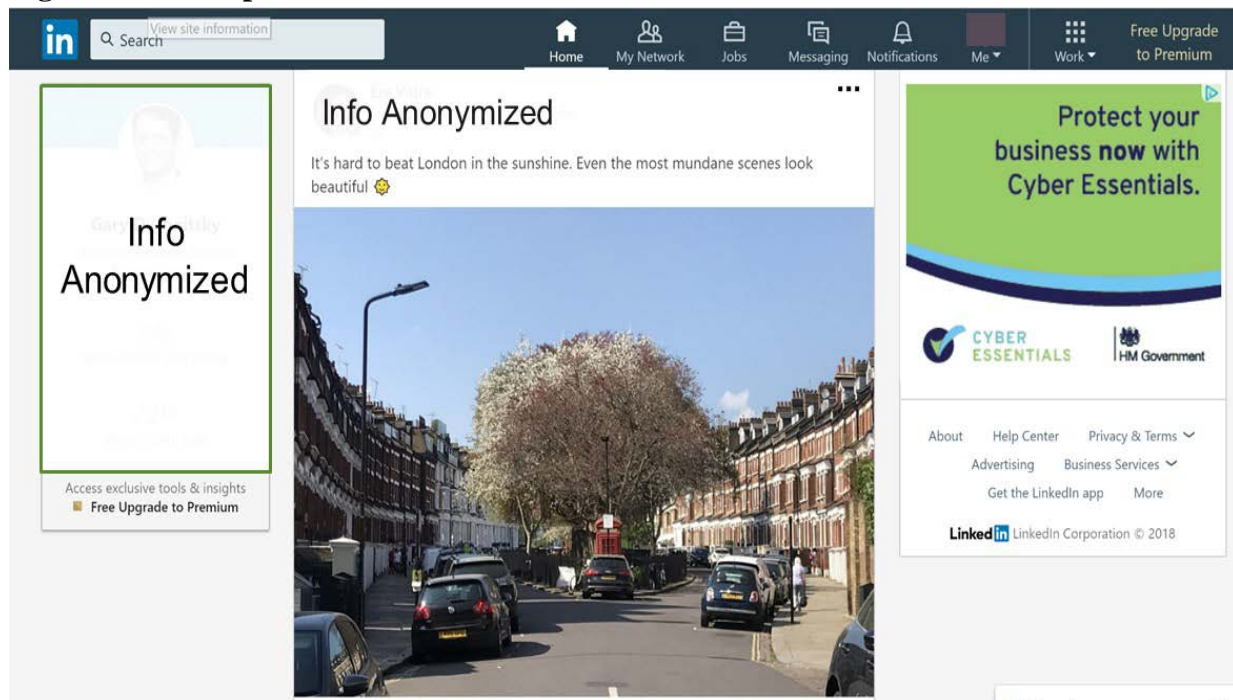 in
Search
View site information
Home
My Network
Jobs
Messaging
Notifications
Me
Work
Free Upgrade
to Premium
Info
Anonymized
Access exclusive tools & insights
Free Upgrade to Premium
Info Anonymized
It's hard to beat London in the sunshine. Even the most mundane scenes look
beautiful
Protect your
business now with
Cyber Essentials.
CYBER
ESSENTIALS
HM Government
About Help Center Privacy & Terms
Advertising Business Services
Get the LinkedIn app More
Linked in LinkedIn Corporation © 2018